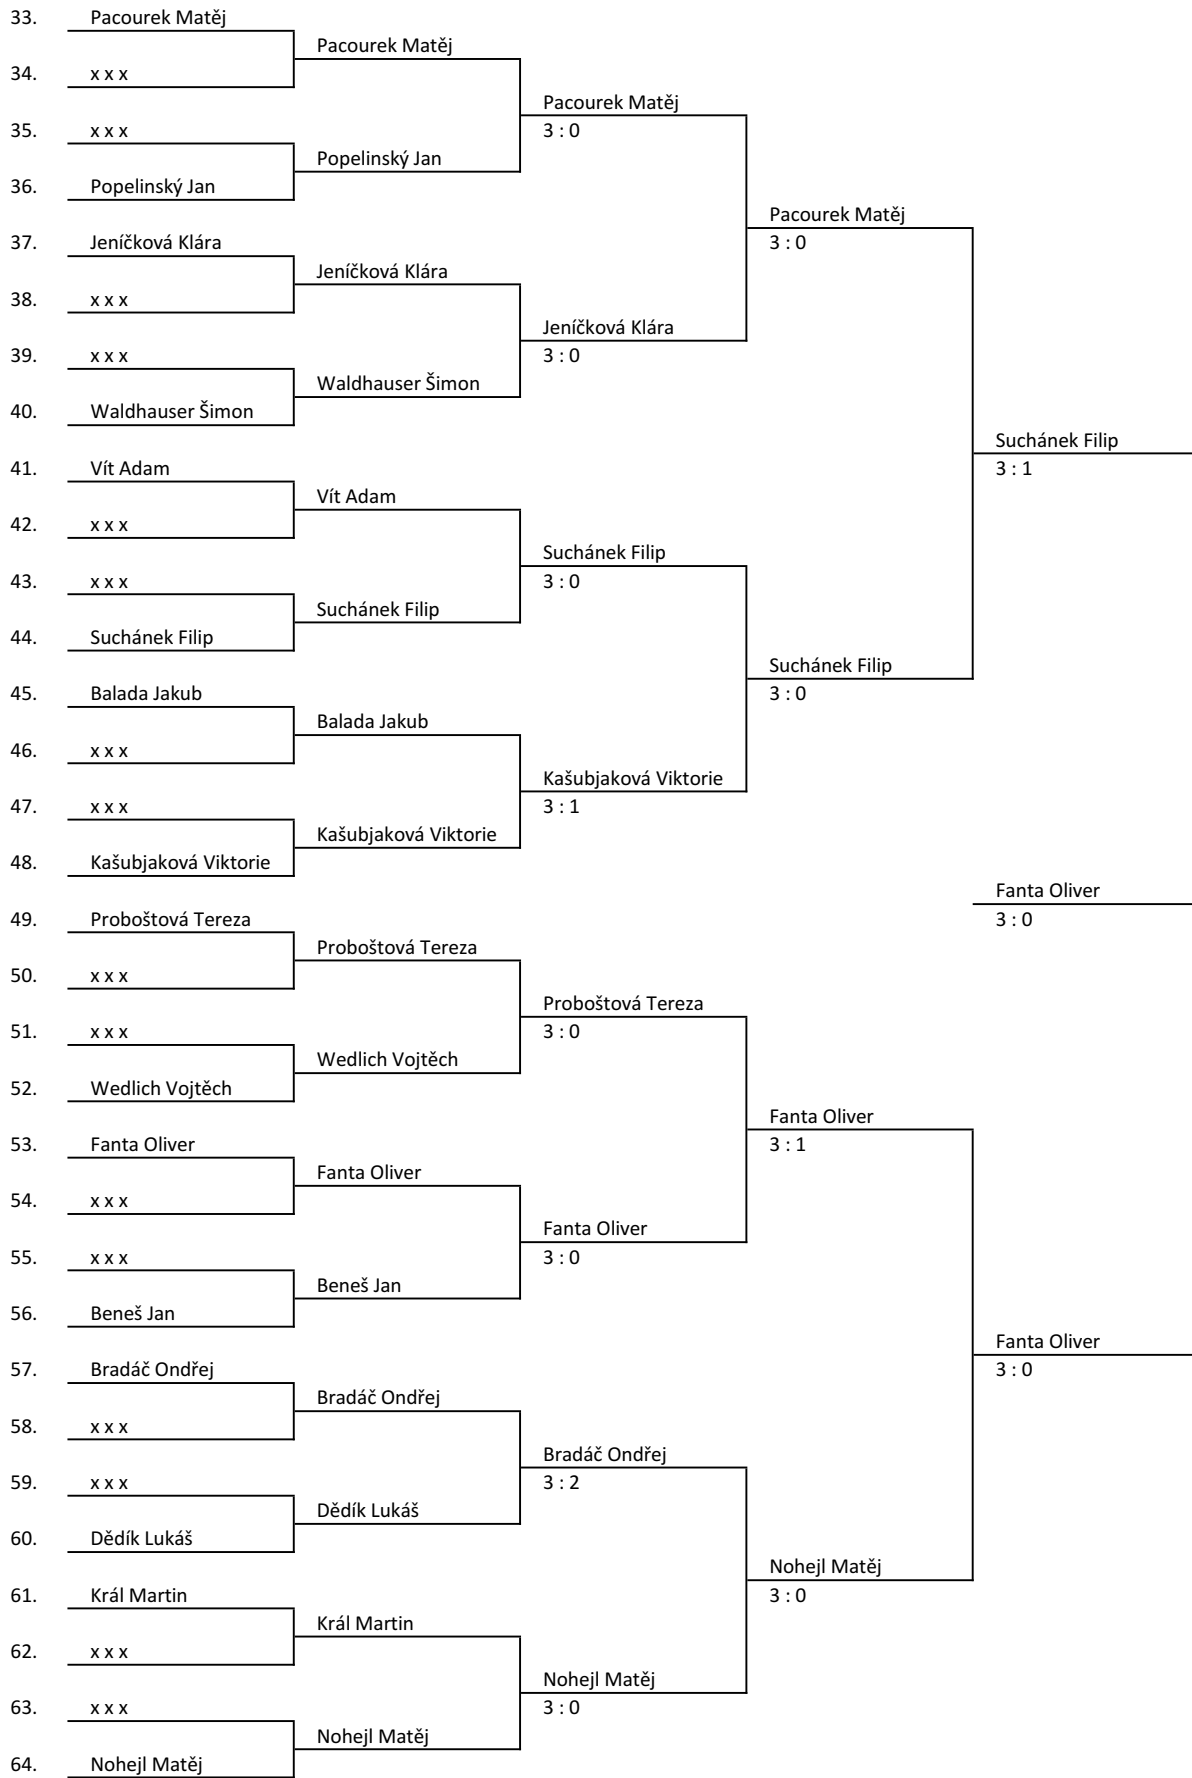 33. Pacourek Matěj
Pacourek Matěj
34. x x x
Pacourek Matěj
35. x x x
3 : 0
Popelinský Jan
36. Popelinský Jan
Pacourek Matěj
37. Jeníčková Klára
3 : 0
Jeníčková Klára
38. x x x
Jeníčková Klára
39. x x x
3 : 0
Waldhauser Šimon
40. Waldhauser Šimon
Suchánek Filip
41. Vít Adam
3 : 1
Vít Adam
42. x x x
Suchánek Filip
43. x x x
3 : 0
Suchánek Filip
44. Suchánek Filip
Suchánek Filip
45. Balada Jakub
3 : 0
Balada Jakub
46. x x x
Kašubjaková Viktorie
47. x x x
3 : 1
Kašubjaková Viktorie
48. Kašubjaková Viktorie
Fanta Oliver
49. Proboštová Tereza
3 : 0
Proboštová Tereza
50. x x x
Proboštová Tereza
51. x x x
3 : 0
Wedlich Vojtěch
52. Wedlich Vojtěch
Fanta Oliver
53. Fanta Oliver
3 : 1
Fanta Oliver
54. x x x
Fanta Oliver
55. x x x
3 : 0
Beneš Jan
56. Beneš Jan
Fanta Oliver
57. Bradáč Ondřej
3 : 0
Bradáč Ondřej
58. x x x
Bradáč Ondřej
59. x x x
3 : 2
Dědík Lukáš
60. Dědík Lukáš
Nohejl Matěj
61. Král Martin
3 : 0
Král Martin
62. x x x
Nohejl Matěj
63. x x x
3 : 0
Nohejl Matěj
64. Nohejl Matěj